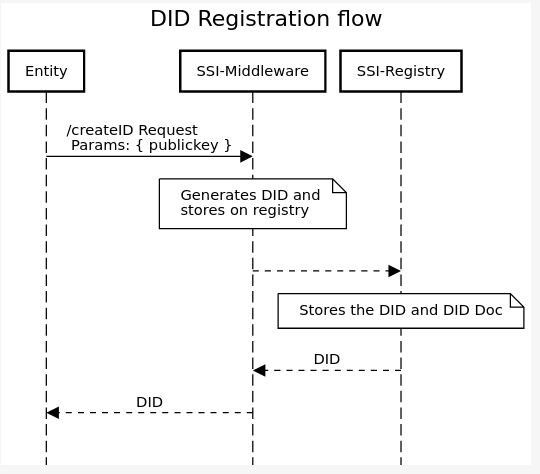 DID Registration flow
Entity
SSI-Middleware
SSI-Registry
/createID Request
Params: { publickey }
Generates DID and
stores on registry
Stores the DID and DID Doc
DID
DID